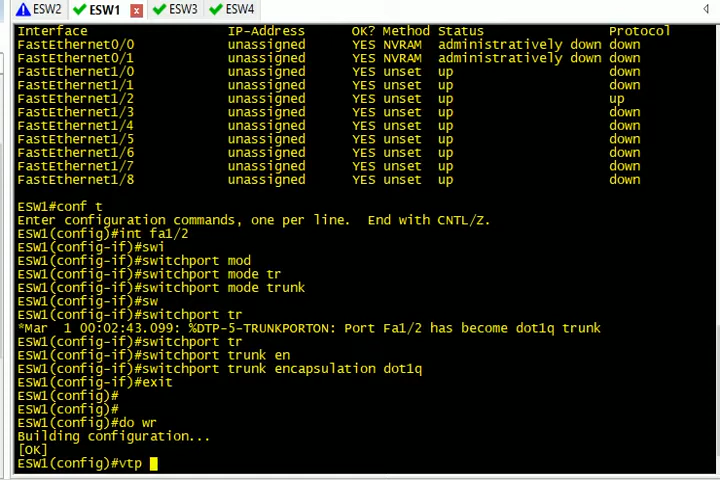 ESW2 ESW1 x ESW3 ESW4
Interface IP-Address OK? Method Status Protocol
FastEthernet0/0 unassigned YES NVRAM administratively down down
FastEthernet0/1 unassigned YES NVRAM administratively down down
FastEthernet1/0 unassigned YES unset up down
FastEthernet1/1 unassigned YES unset up down
FastEthernet1/2 unassigned YES unset up up
FastEthernet1/3 unassigned YES unset up down
FastEthernet1/4 unassigned YES unset up down
FastEthernet1/5 unassigned YES unset up down
FastEthernet1/6 unassigned YES unset up down
FastEthernet1/7 unassigned YES unset up down
FastEthernet1/8 unassigned YES unset up down
ESW1#conf t
Enter configuration commands, one per line. End with CNTL/Z.
ESW1(config)#int fa1/2
ESW1(config-if)#swi
ESW1(config-if)#switchport mod
ESW1(config-if)#switchport mode tr
ESW1(config-if)#switchport mode trunk
ESW1(config-if)#sw
ESW1(config-if)#switchport tr
*Mar 1 00:02:43.099: %DTP-5-TRUNKPORTON: Port Fa1/2 has become dot1q trunk
ESW1(config-if)#switchport tr
ESW1(config-if)#switchport trunk en
ESW1(config-if)#switchport trunk encapsulation dot1q
ESW1(config-if)#exit
ESW1(config)#
ESW1(config)#
ESW1(config)#do wr
Building configuration...
[OK]
ESW1(config)#vtp